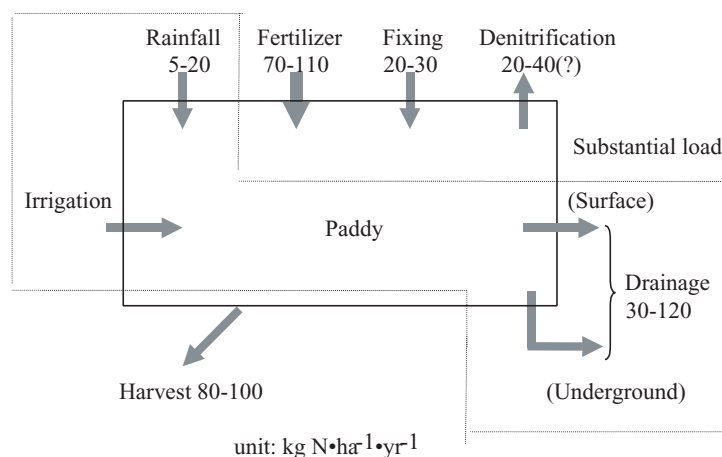 Rainfall
5-20
Fertilizer
70-110
Fixing
20-30
Denitrification
20-40(?)
Substantial load
Irrigation
Paddy
(Surface)
Drainage
30-120
Harvest 80-100
(Underground)
unit: kg N•ha-1•yr-1